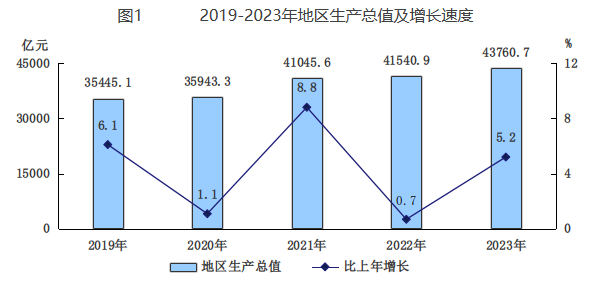 图1 2019-2023年地区生产总值及增长速度
亿元 %
45000 35445.1 35943.3 41045.6 41540.9 43760.7 12
30000 6.1 1.1 8.8 0.7 5.2 8
15000 4
0 0
2019年 2020年 2021年 2022年 2023年
地区生产总值 比上年增长